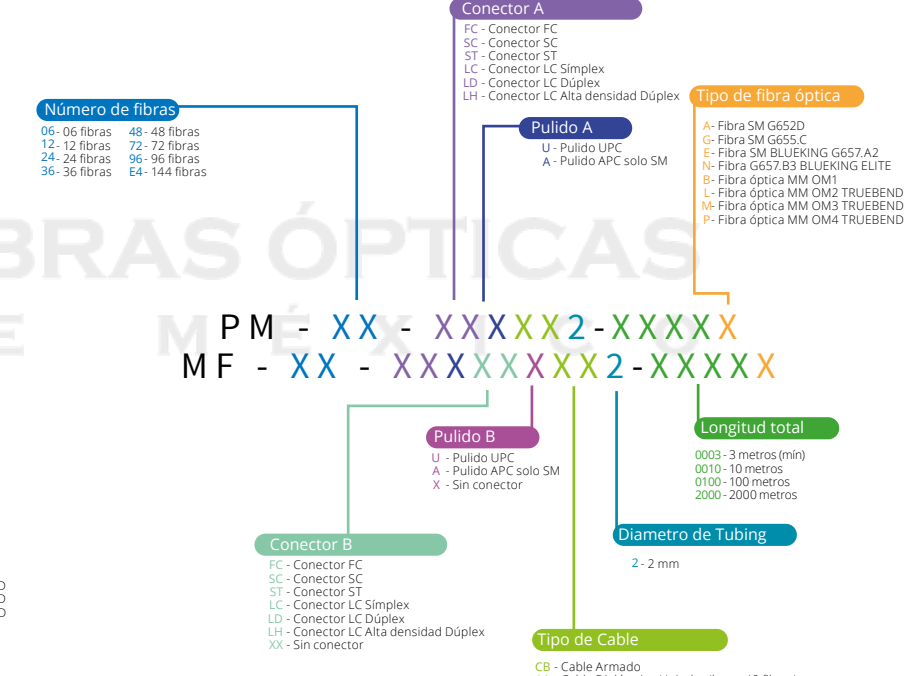 Conector A
FC - Conector FC
SC - Conector SC
ST - Conector ST
LC - Conector LC Símplex
LD - Conector LC Dúplex
LH - Conector LC Alta densidad Dúplex
Número de fibras
06 - 06 fibras 48 - 48 fibras
12 - 12 fibras 72 - 72 fibras
24 - 24 fibras 96 - 96 fibras
36 - 36 fibras E4 - 144 fibras
Pulido A
U - Pulido UPC
A - Pulido APC solo SM
Tipo de fibra óptica
A - Fibra SM G652D
G - Fibra SM G655.C
E - Fibra SM BLUEKING G657.A2
N - Fibra G657.B3 BLUEKING ELITE
B - Fibra óptica MM OM1
L - Fibra óptica MM OM2 TRUEBEND
M - Fibra óptica MM OM3 TRUEBEND
P - Fibra óptica MM OM4 TRUEBEND
BRAS ÓPTICAS
E MÉXICO
PM - XX - XXXXX2-XXXXX
MF - XX - XXXXXXXX2-XXXXX
Pulido B
U - Pulido UPC
A - Pulido APC solo SM
X - Sin conector
Longitud total
0003 - 3 metros (mín)
0010 - 10 metros
0100 - 100 metros
2000 - 2000 metros
Conector B
FC - Conector FC
SC - Conector SC
ST - Conector ST
LC - Conector LC Símplex
LD - Conector LC Dúplex
LH - Conector LC Alta densidad Dúplex
XX - Sin conector
Diametro de Tubing
2 - 2 mm
Tipo de Cable
CB - Cable Armado